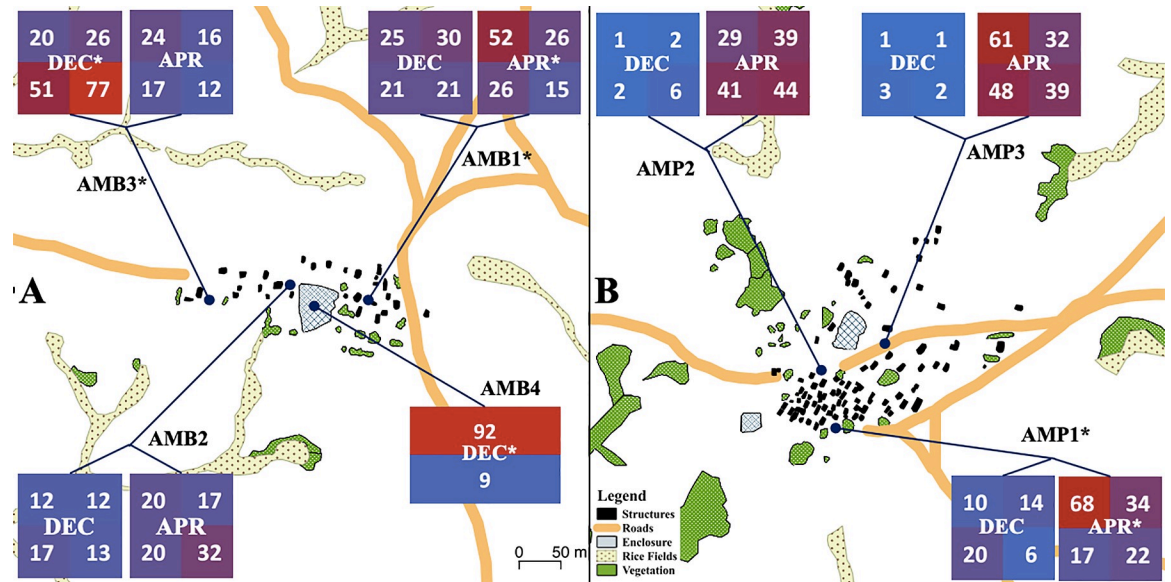 20 26
DEC*
51 77
24 16
APR
17 12
AMB3*
25 30
DEC
21 21
52 26
APR*
26 15
AMB1*
A
AMB2
12 12
DEC
17 13
20 17
APR
20 32
AMB4
92
DEC*
9
0 50 m
1 2
DEC
2 6
29 39
APR
41 44
AMP2
1 1
DEC
3 2
61 32
APR
48 39
AMP3
B
AMP1*
10 14
DEC
20 6
68 34
APR*
17 22
Legend
Structures
Roads
Enclosure
Rice Fields
Vegetation